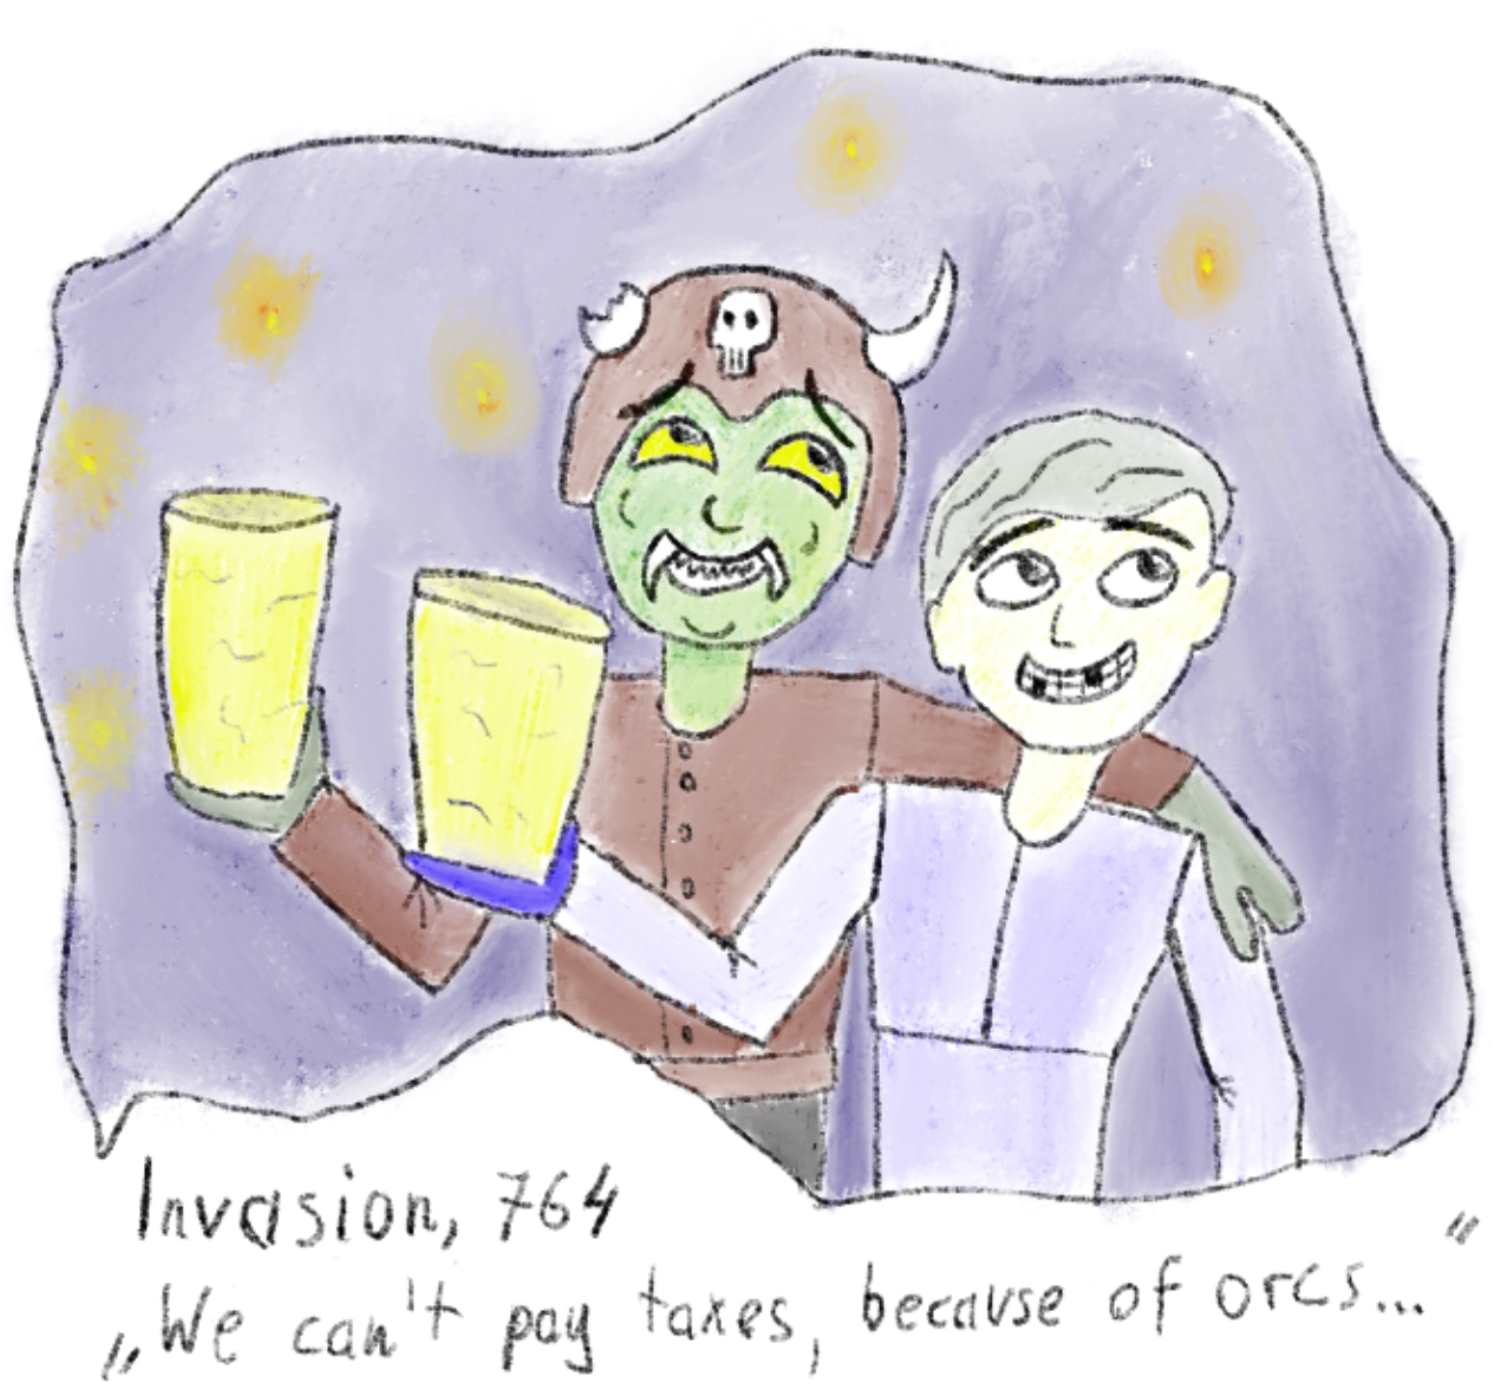 Invasion, 764
„We can't pay taxes, because of orcs..."